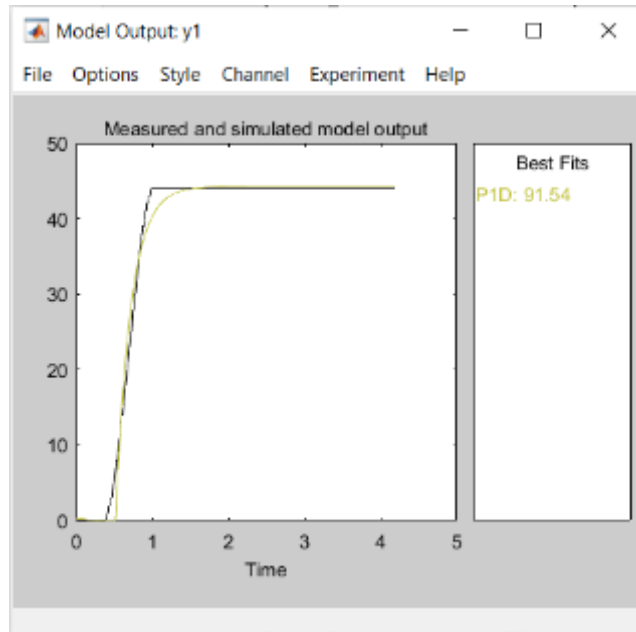 Model Output: y1
File Options Style Channel Experiment Help
Measured and simulated model output
50
40
30
20
10
0
0 1 2 3 4 5
Time
Best Fits
P1D: 91.54